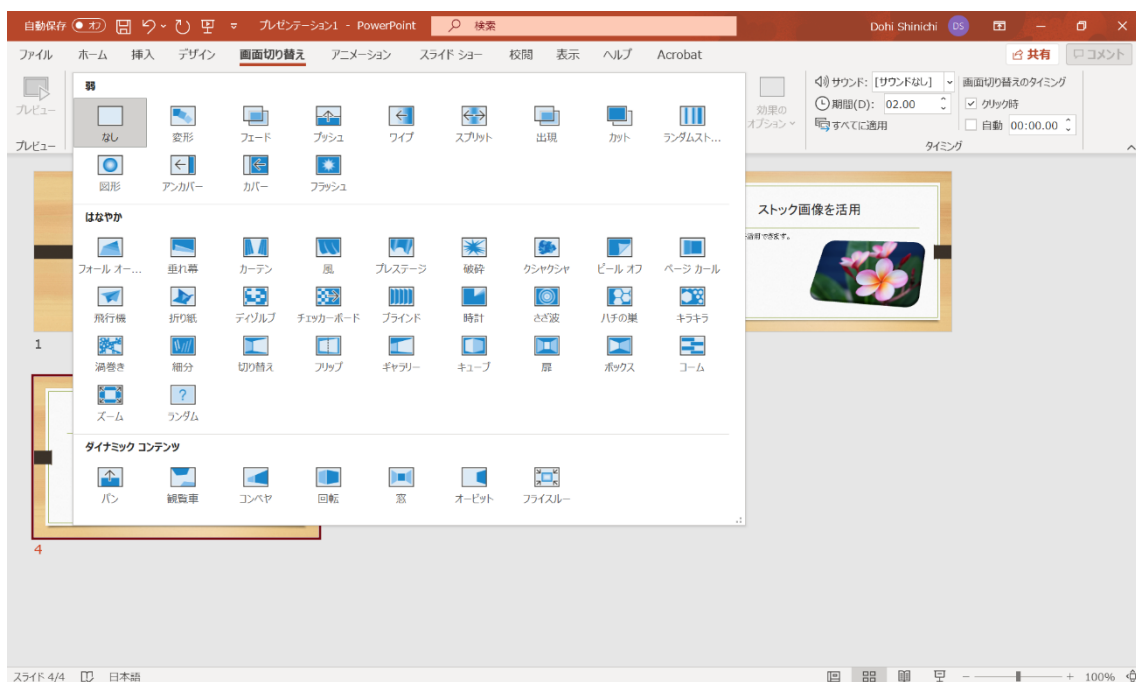 自動保存 オフ プレゼンテーション1 - PowerPoint 検索 Dohi Shinichi DS
ファイル ホーム 挿入 デザイン 画面切り替え アニメーション スライド ショー 校閲 表示 ヘルプ Acrobat 共有 コメント
プレビュー
プレビュー
弱
なし 変形 フェード プッシュ ワイプ スプリット 出現 カット ランダムスト...
図形 アンカバー カバー フラッシュ
はなやか
フォール オー... 垂れ幕 カーテン 風 プレステージ 破砕 クシャクシャ ピール オフ ページ カール
飛行機 折り紙 ディゾルブ チェッカーボード ブラインド 時計 さざ波 ハチの巣 キラキラ
渦巻き 細分 切り替え フリップ ギャラリー キューブ 扉 ボックス コーム
ズーム ランダム
ダイナミック コンテンツ
パン 観覧車 コンベヤ 回転 窓 オービット フライスルー
効果の
オプション
サウンド: [サウンドなし]
期間(D): 02.00
すべてに適用
画面切り替えのタイミング
クリック時
自動 00:00.00
タイミング
ストック画像を活用
1
4
スライド 4/4 日本語 100%